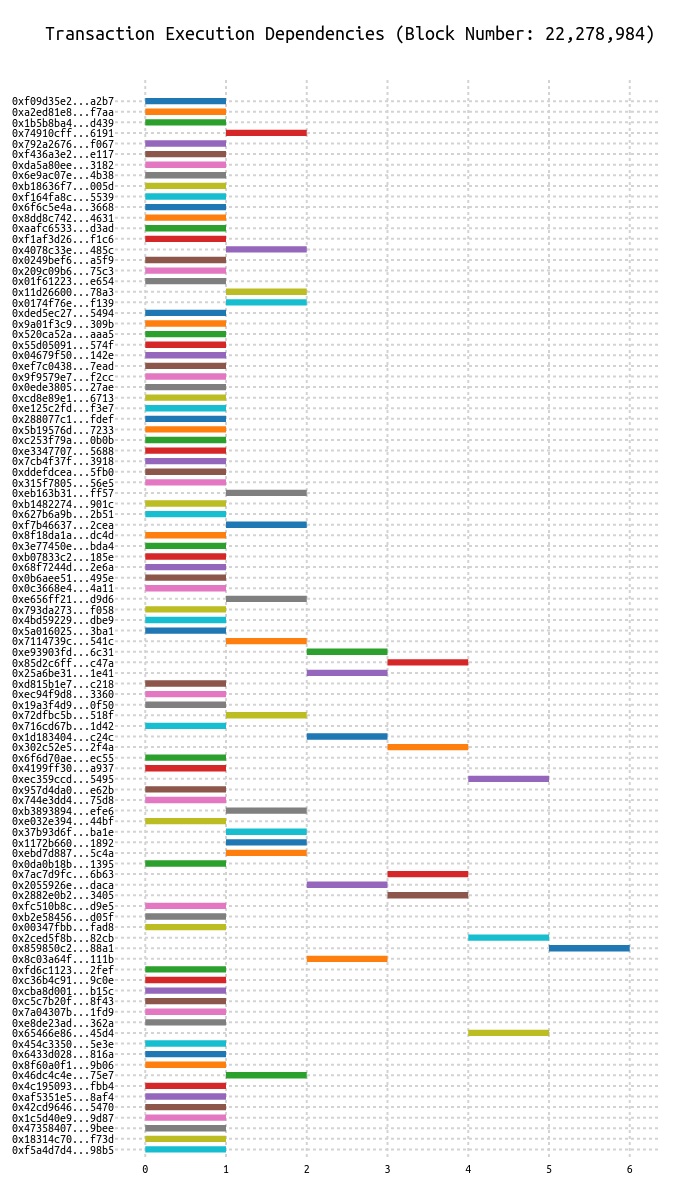 Transaction Execution Dependencies (Block Number: 22,278,984)
0xf09d35e2...a2b7
0xa2ed81e8...f7aa
0x1b5b8ba4...d439
0x74910cff...6191
0x792a2676...f067
0xf436a3e2...e117
0xda5a80ee...3182
0x6e9ac07e...4b38
0xb18636f7...005d
0xf164fa8c...5539
0x6f6c5e4a...3668
0x8dd8c742...4631
0xaafc6533...d3ad
0xf1af3d26...f1c6
0x4078c33e...485c
0x0249bef6...a5f9
0x209c09b6...75c3
0x01f61223...e654
0x11d26600...78a3
0x0174f76e...f139
0xded5ec27...5494
0x9a01f3c9...309b
0x520ca52a...aaa5
0x55d05091...574f
0x04679f50...142e
0xef7c0438...7ead
0x9f9579e7...f2cc
0x0ede3805...27ae
0xcd8e89e1...6713
0xe125c2fd...f3e7
0x288077c1...fdef
0x5b19576d...7233
0xc253f79a...0b0b
0xe3347707...5688
0x7cb4f37f...3918
0xddefdcea...5fb0
0x315f7805...56e5
0xeb163b31...ff57
0xb1482274...901c
0x627b6a9b...2b51
0xf7b46637...2cea
0x8f18da1a...dc4d
0x3e77450e...bda4
0xb07833c2...185e
0x68f7244d...2e6a
0x0b6aee51...495e
0x0c3668e4...4a11
0xe656ff21...d9d6
0x793da273...f058
0x4bd59229...dbe9
0x5a016025...3ba1
0x7114739c...541c
0xe93903fd...6c31
0x85d2c6ff...c47a
0x25a6be31...1e41
0xd815b1e7...c218
0xec94f9d8...3360
0x19a3f4d9...0f50
0x72dfbc5b...518f
0x716cd67b...1d42
0x1d183404...c24c
0x302c52e5...2f4a
0x6f6d70ae...ec55
0x4199ff30...a937
0xec359ccd...5495
0x957d4da0...e62b
0x744e3dd4...75d8
0xb3893894...efe6
0xe032e394...44bf
0x37b93d6f...ba1e
0x1172b660...1892
0xebd7d887...5c4a
0x0da0b18b...1395
0x7ac7d9fc...6b63
0x2055926e...daca
0x2882e0b2...3405
0xfc510b8c...d9e5
0xb2e58456...d05f
0x00347fbb...fad8
0x2ced5f8b...82cb
0x859850c2...88a1
0x8c03a64f...111b
0xfd6c1123...2fef
0xc36b4c91...9c0e
0xcba8d001...b15c
0xc5c7b20f...8f43
0x7a04307b...1fd9
0xe8de23ad...362a
0x65466e86...45d4
0x454c3350...5e3e
0x6433d028...816a
0x8f60a0f1...9b06
0x46dc4c4e...75e7
0x4c195093...fbb4
0xaf5351e5...8af4
0x42cd9646...5470
0x1c5d40e9...9d87
0x47358407...9bee
0x18314c70...f73d
0xf5a4d7d4...98b5
0 1 2 3 4 5 6